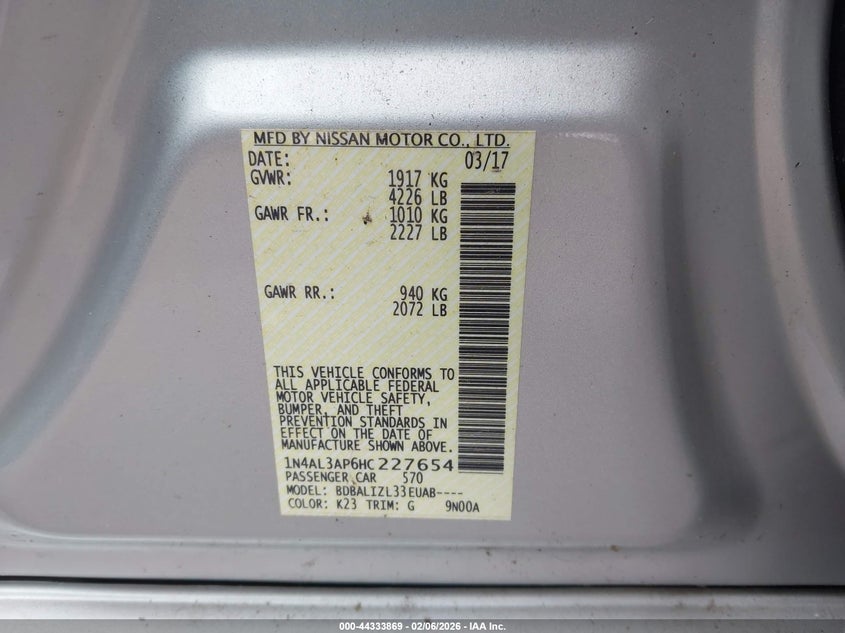 MFD BY NISSAN MOTOR CO., LTD.
DATE: 03/17
GVWR: 1917 KG
4226 LB
GAWR FR.: 1010 KG
2227 LB
GAWR RR.: 940 KG
2072 LB
THIS VEHICLE CONFORMS TO
ALL APPLICABLE FEDERAL
MOTOR VEHICLE SAFETY,
BUMPER, AND THEFT
PREVENTION STANDARDS IN
EFFECT ON THE DATE OF
MANUFACTURE SHOWN ABOVE.
1N4AL3AP6HC227654
PASSENGER CAR 570
MODEL: BDBALIZL33EUAB----
COLOR: K23 TRIM: G 9N00A
000-44333869 - 02/06/2026 - IAA Inc.